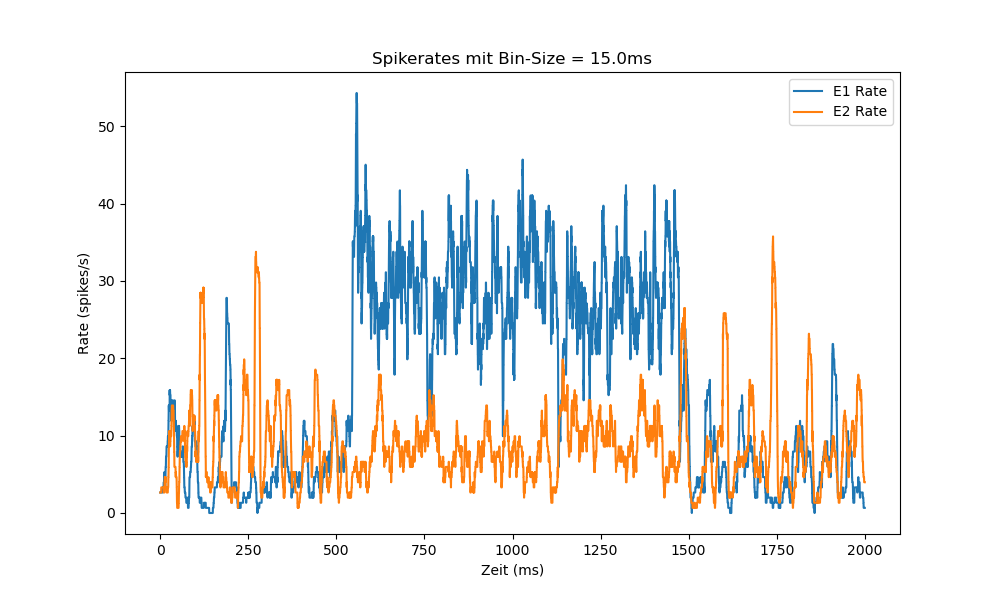 Spikerates mit Bin-Size = 15.0ms
E1 Rate
E2 Rate
Rate (spikes/s)
50
40
30
20
10
0
0 250 500 750 1000 1250 1500 1750 2000
Zeit (ms)